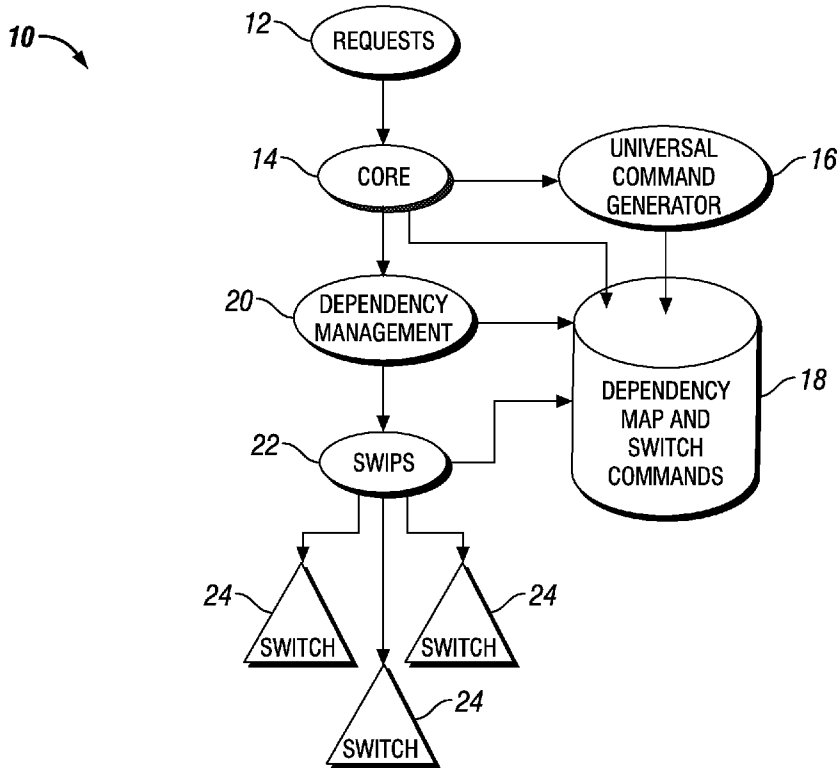 10
12
REQUESTS
14
CORE
UNIVERSAL
COMMAND
GENERATOR
16
20
DEPENDENCY
MANAGEMENT
DEPENDENCY
MAP AND
SWITCH
COMMANDS
18
22
SWIPS
24
SWITCH
24
SWITCH
24
SWITCH